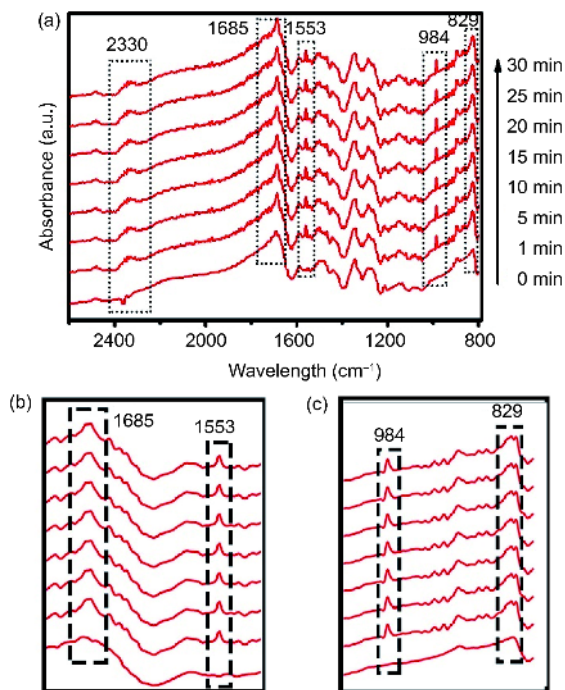 (a)
2330
1685
1553
984
829
30 min
25 min
20 min
15 min
10 min
5 min
1 min
0 min
Absorbance (a.u.)
2400
2000
1600
1200
800
Wavelength (cm⁻¹)
(b)
1685
1553
(c)
984
829